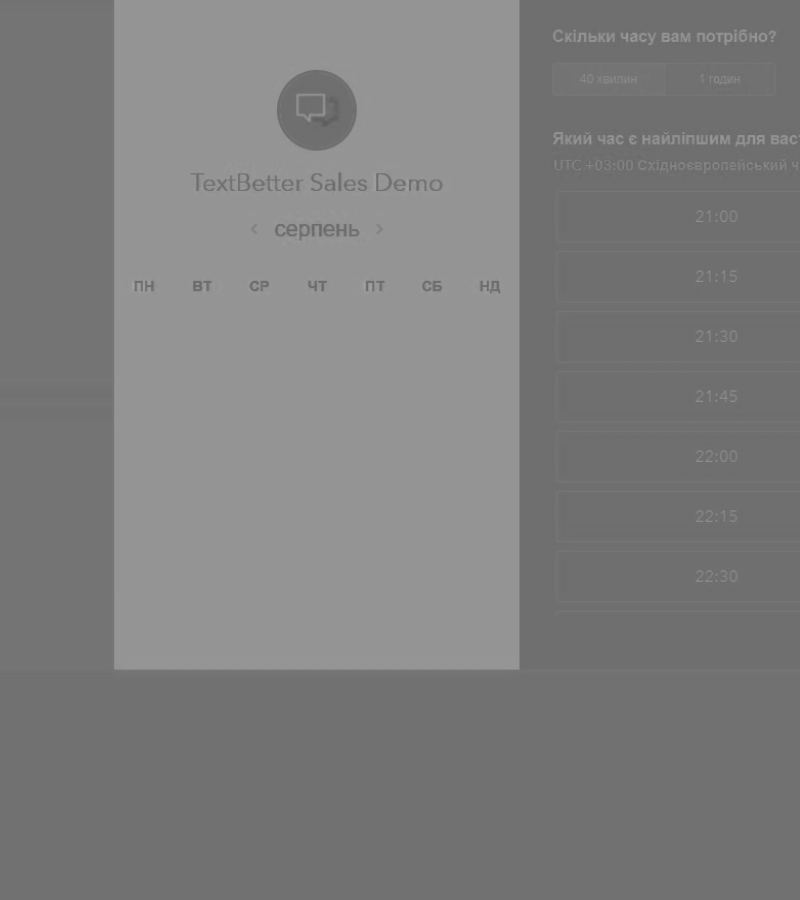 TextBetter Sales Demo
‹ серпень ›
ПН ВТ СР ЧТ ПТ СБ НД
Скільки часу вам потрібно?
40 хвилин 1 годин
Який час є найліпшим для вас?
UTC +03:00 Східноєвропейський ч
21:00
21:15
21:30
21:45
22:00
22:15
22:30